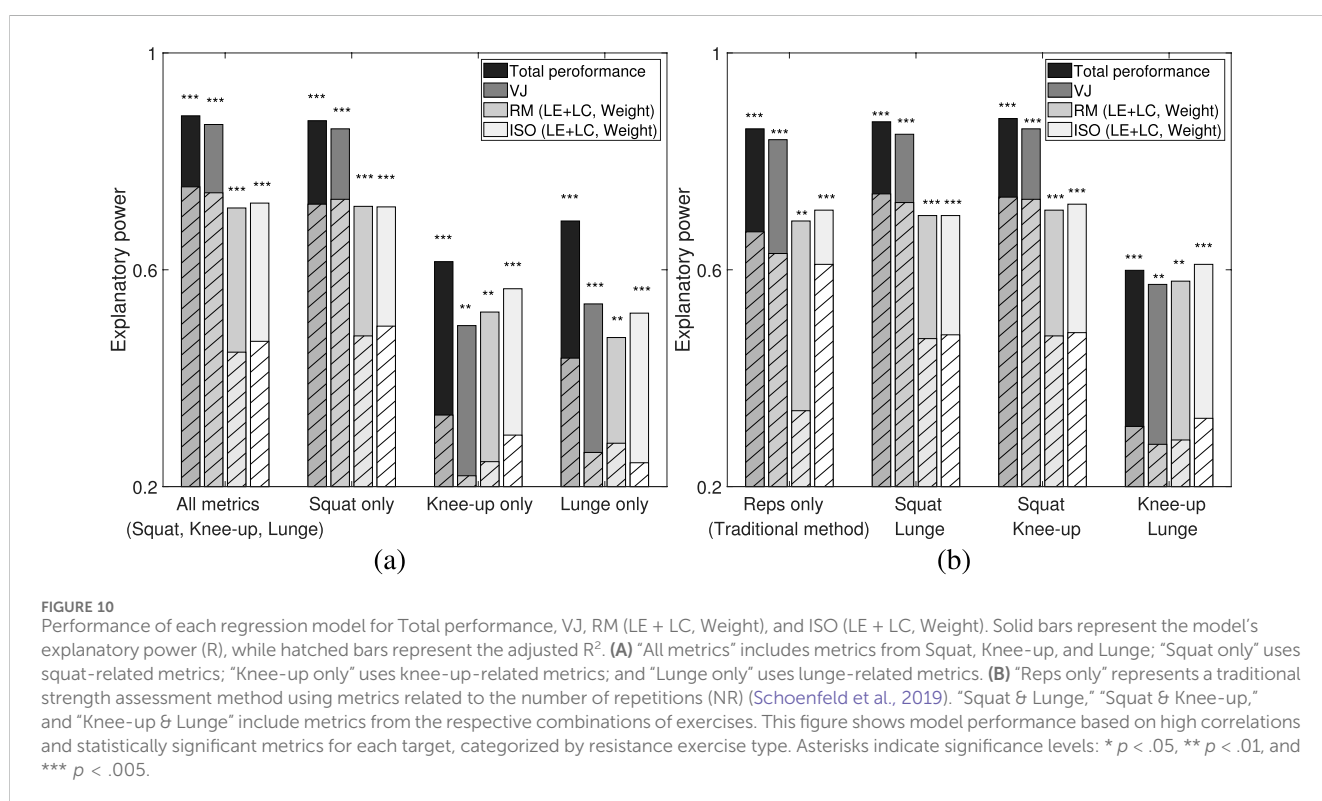 1
0.6
0.2
Explanatory power
Total peroformance
VJ
RM (LE+LC, Weight)
ISO (LE+LC, Weight)
*** *** *** ***
*** *** *** ***
*** ** ** ***
*** *** ** ***
All metrics
(Squat, Knee-up, Lunge)
Squat only
Knee-up only
Lunge only
(a)
1
0.6
0.2
Explanatory power
Total peroformance
VJ
RM (LE+LC, Weight)
ISO (LE+LC, Weight)
*** *** ** ***
*** *** *** ***
*** *** *** ***
*** ** ** ***
Reps only
(Traditional method)
Squat
Lunge
Squat
Knee-up
Knee-up
Lunge
(b)
FIGURE 10
Performance of each regression model for Total performance, VJ, RM (LE + LC, Weight), and ISO (LE + LC, Weight). Solid bars represent the model's
explanatory power (R), while hatched bars represent the adjusted R². (A) "All metrics" includes metrics from Squat, Knee-up, and Lunge; "Squat only" uses
squat-related metrics; "Knee-up only" uses knee-up-related metrics; and "Lunge only" uses lunge-related metrics. (B) "Reps only" represents a traditional
strength assessment method using metrics related to the number of repetitions (NR) (Schoenfeld et al., 2019). "Squat & Lunge," "Squat & Knee-up,"
and "Knee-up & Lunge" include metrics from the respective combinations of exercises. This figure shows model performance based on high correlations
and statistically significant metrics for each target, categorized by resistance exercise type. Asterisks indicate significance levels: * p < .05, ** p < .01, and
*** p < .005.